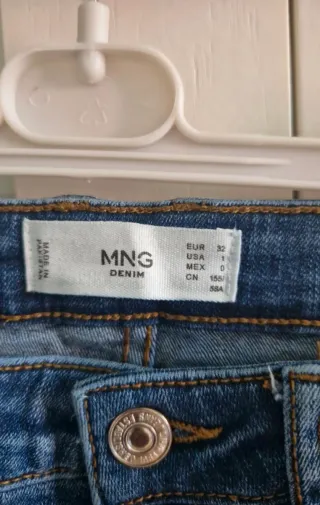 MADE IN
PAKISTAN
MNG
DENIM
EUR 32
USA 1
MEX 0
CN 155/
58A